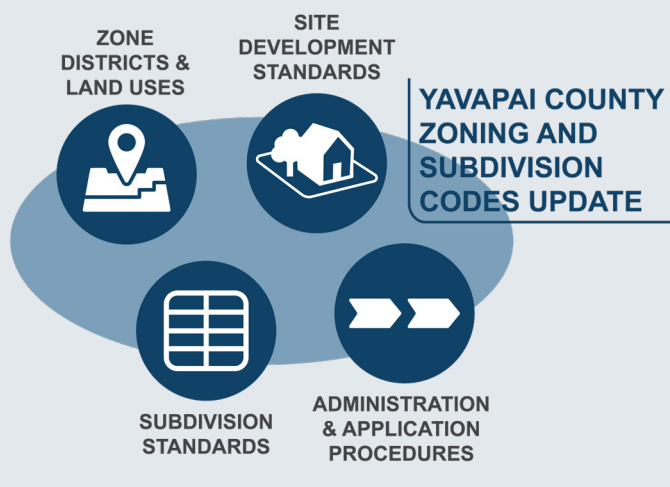 ZONE
DISTRICTS &
LAND USES
SITE
DEVELOPMENT
STANDARDS
YAVAPAI COUNTY
ZONING AND
SUBDIVISION
CODES UPDATE
SUBDIVISION
STANDARDS
ADMINISTRATION
& APPLICATION
PROCEDURES